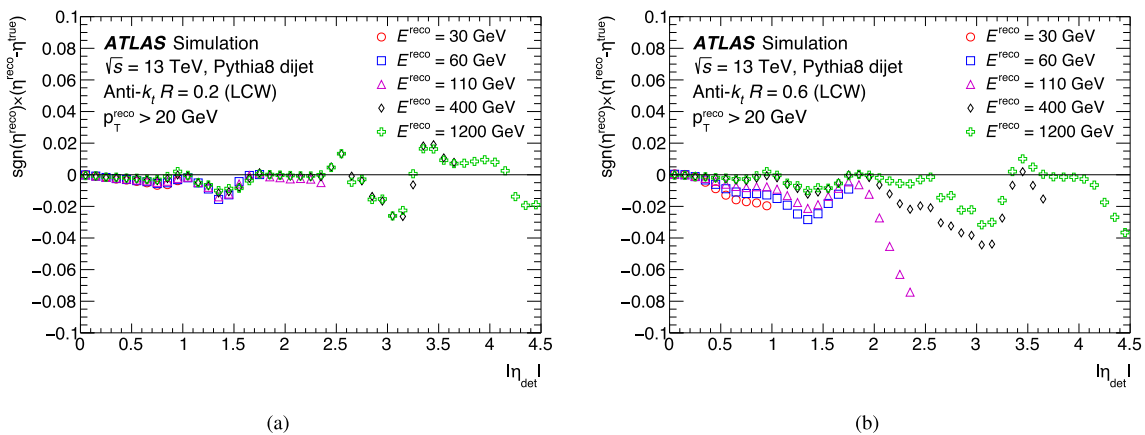 sgn(η^reco)×(η^reco-η^true)
0.1
0.08
0.06
0.04
0.02
0
−0.02
−0.04
−0.06
−0.08
−0.1
ATLAS Simulation
√s = 13 TeV, Pythia8 dijet
Anti-k_t R = 0.2 (LCW)
p_T^reco > 20 GeV
E^reco = 30 GeV
E^reco = 60 GeV
E^reco = 110 GeV
E^reco = 400 GeV
E^reco = 1200 GeV
0 0.5 1 1.5 2 2.5 3 3.5 4 4.5
|η_det|
(a)
sgn(η^reco)×(η^reco-η^true)
0.1
0.08
0.06
0.04
0.02
0
−0.02
−0.04
−0.06
−0.08
−0.1
ATLAS Simulation
√s = 13 TeV, Pythia8 dijet
Anti-k_t R = 0.6 (LCW)
p_T^reco > 20 GeV
E^reco = 30 GeV
E^reco = 60 GeV
E^reco = 110 GeV
E^reco = 400 GeV
E^reco = 1200 GeV
0 0.5 1 1.5 2 2.5 3 3.5 4 4.5
|η_det|
(b)